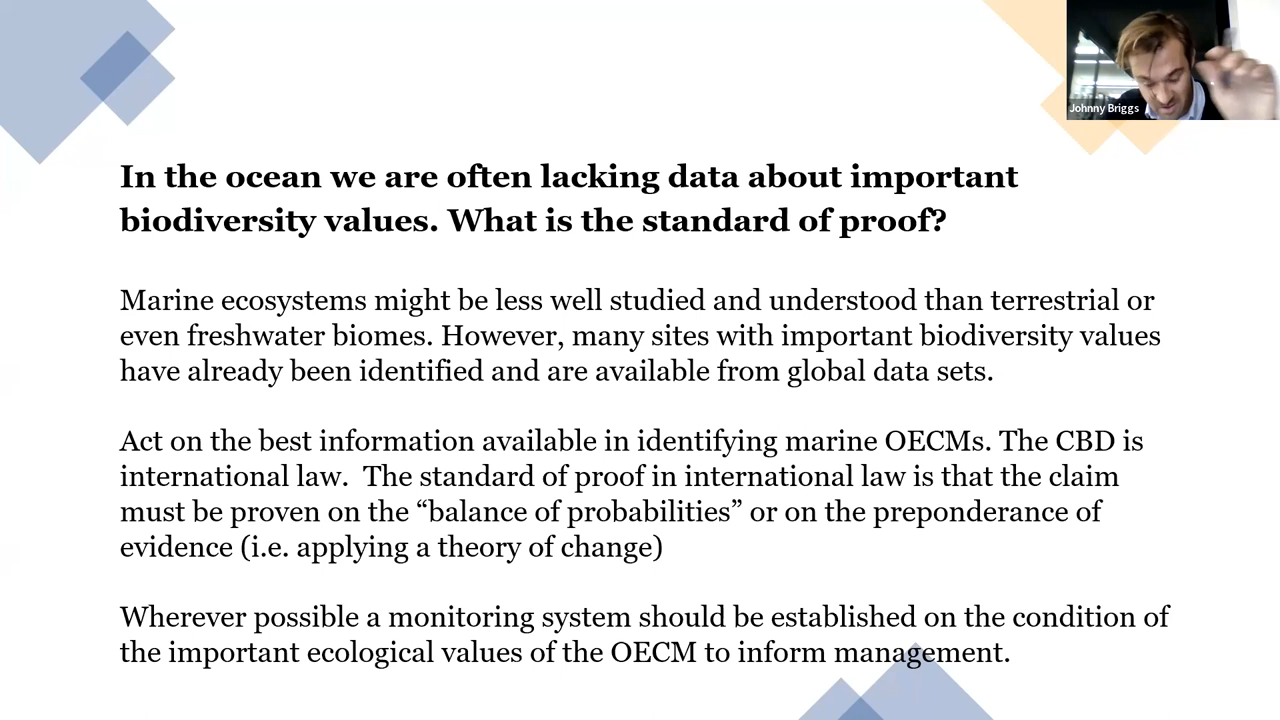 Johnny Briggs
In the ocean we are often lacking data about important
biodiversity values. What is the standard of proof?
Marine ecosystems might be less well studied and understood than terrestrial or
even freshwater biomes. However, many sites with important biodiversity values
have already been identified and are available from global data sets.
Act on the best information available in identifying marine OECMs. The CBD is
international law.  The standard of proof in international law is that the claim
must be proven on the “balance of probabilities” or on the preponderance of
evidence (i.e. applying a theory of change)
Wherever possible a monitoring system should be established on the condition of
the important ecological values of the OECM to inform management.